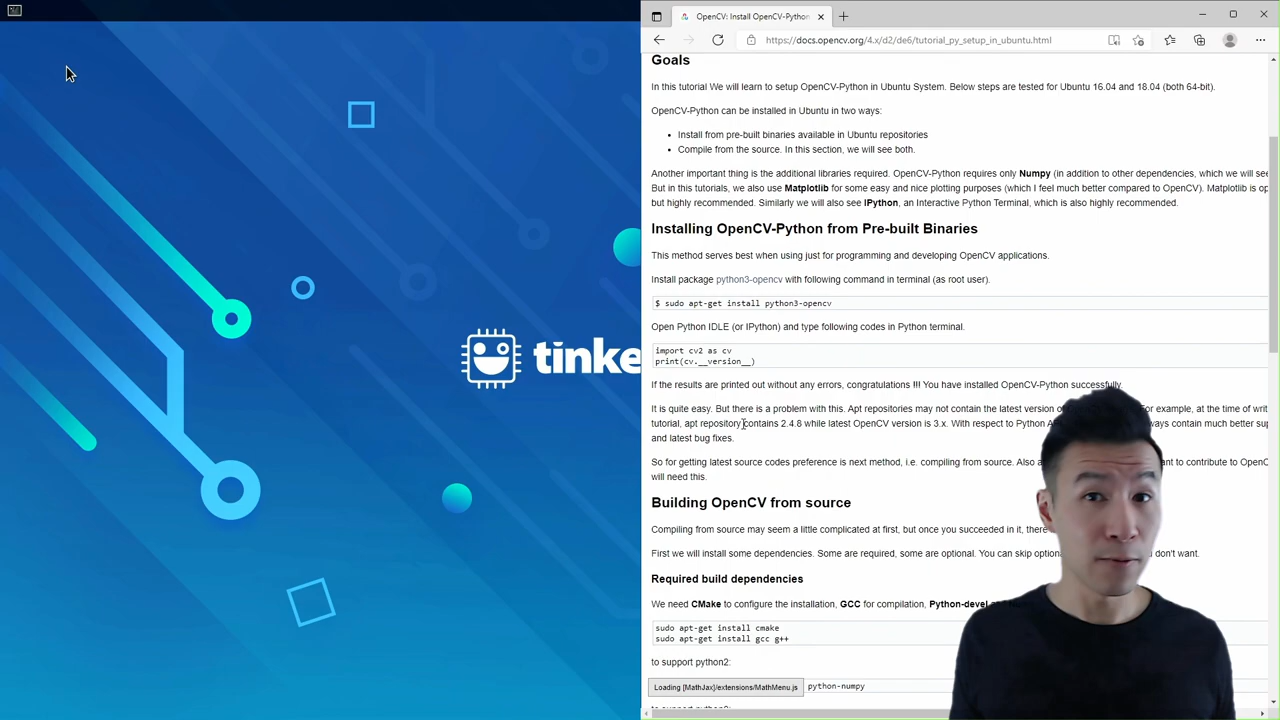 tinke
OpenCV: Install OpenCV-Python
https://docs.opencv.org/4.x/d2/de6/tutorial_py_setup_in_ubuntu.html
Goals
In this tutorial We will learn to setup OpenCV-Python in Ubuntu System. Below steps are tested for Ubuntu 16.04 and 18.04 (both 64-bit).
OpenCV-Python can be installed in Ubuntu in two ways:
• Install from pre-built binaries available in Ubuntu repositories
• Compile from the source. In this section, we will see both.
Another important thing is the additional libraries required. OpenCV-Python requires only Numpy (in addition to other dependencies, which we will see
But in this tutorials, we also use Matplotlib for some easy and nice plotting purposes (which I feel much better compared to OpenCV). Matplotlib is op
but highly recommended. Similarly we will also see IPython, an Interactive Python Terminal, which is also highly recommended.
Installing OpenCV-Python from Pre-built Binaries
This method serves best when using just for programming and developing OpenCV applications.
Install package python3-opencv with following command in terminal (as root user).
$ sudo apt-get install python3-opencv
Open Python IDLE (or IPython) and type following codes in Python terminal.
import cv2 as cv
print(cv.__version__)
If the results are printed out without any errors, congratulations !!! You have installed OpenCV-Python successfully.
It is quite easy. But there is a problem with this. Apt repositories may not contain the latest version of For example, at the time of writ
tutorial, apt repository contains 2.4.8 while latest OpenCV version is 3.x. With respect to Python A ways contain much better sup
and latest bug fixes.
So for getting latest source codes preference is next method, i.e. compiling from source. Also a ant to contribute to OpenC
will need this.
Building OpenCV from source
Compiling from source may seem a little complicated at first, but once you succeeded in it, there
First we will install some dependencies. Some are required, some are optional. You can skip option don't want.
Required build dependencies
We need CMake to configure the installation, GCC for compilation, Python-devel
sudo apt-get install cmake
sudo apt-get install gcc g++
to support python2:
Loading [MathJax]/extensions/MathMenu.js python-numpy